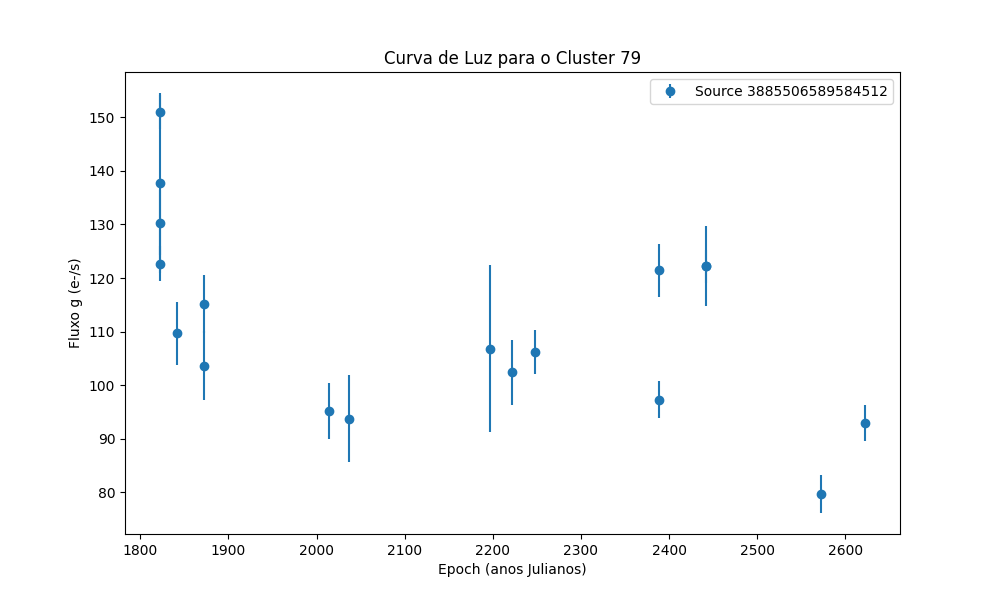 Curva de Luz para o Cluster 79
Source 3885506589584512
Fluxo g (e-/s)
150
140
130
120
110
100
90
80
1800 1900 2000 2100 2200 2300 2400 2500 2600
Epoch (anos Julianos)